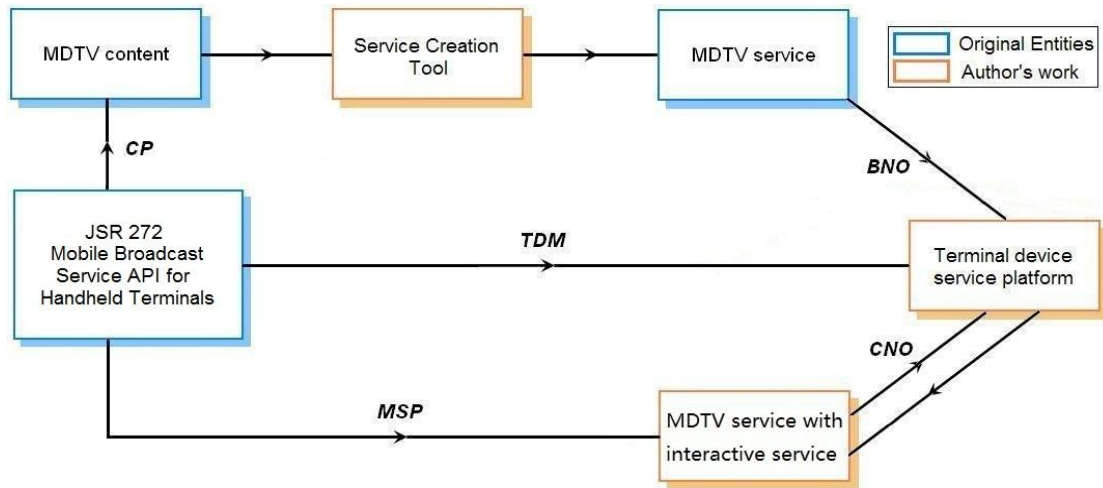 MDTV content
Service Creation
Tool
MDTV service
Original Entities
Author's work
CP
BNO
JSR 272
Mobile Broadcast
Service API for
Handheld Terminals
TDM
Terminal device
service platform
CNO
MSP
MDTV service with
interactive service